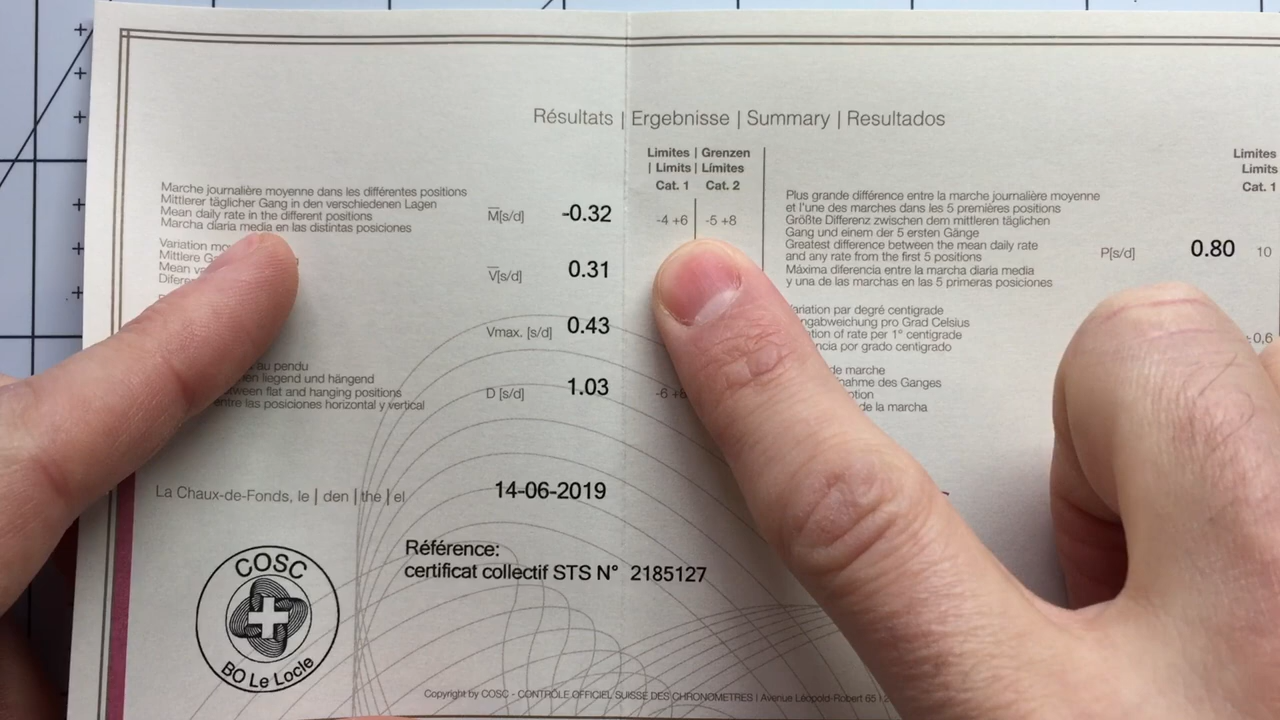 Résultats | Ergebnisse | Summary | Resultados
Limites | Grenzen
| Limits | Límites
Cat. 1 Cat. 2
Limites
Limits
Cat. 1
Marche journalière moyenne dans les différentes positions
Mittlerer täglicher Gang in den verschiedenen Lagen
Mean daily rate in the different positions
Marcha diaria media en las distintas posiciones
M[s/d] -0.32 -4 +6 -5 +8
Variation
Mean
V[s/d] 0.31
Vmax. [s/d] 0.43
au pendu
liegend und hängend
between flat and hanging positions
entre las posiciones horizontal y vertical
D [s/d] 1.03 -6
Plus grande différence entre la marche journalière moyenne
et l'une des marches dans les 5 premières positions
Größte Differenz zwischen dem mittleren täglichen
Gang und einem der 5 ersten Gänge
Greatest difference between the mean daily rate
and any rate from the first 5 positions
Máxima diferencia entre la marcha diaria media
y una de las marchas en las 5 primeras posiciones
P[s/d] 0.80 10
par degré centigrade
pro Grad Celsius
of rate per 1° centigrade
por grado centigrado
0,6
de marche
des Ganges
de la marcha
La Chaux-de-Fonds, le | den | the | el 14-06-2019
Référence:
certificat collectif STS N° 2185127
COSC
BO Le Locle
Copyright by COSC - CONTRÔLE OFFICIEL SUISSE DES CHRONOMÈTRES | Avenue Léopold-Robert 65